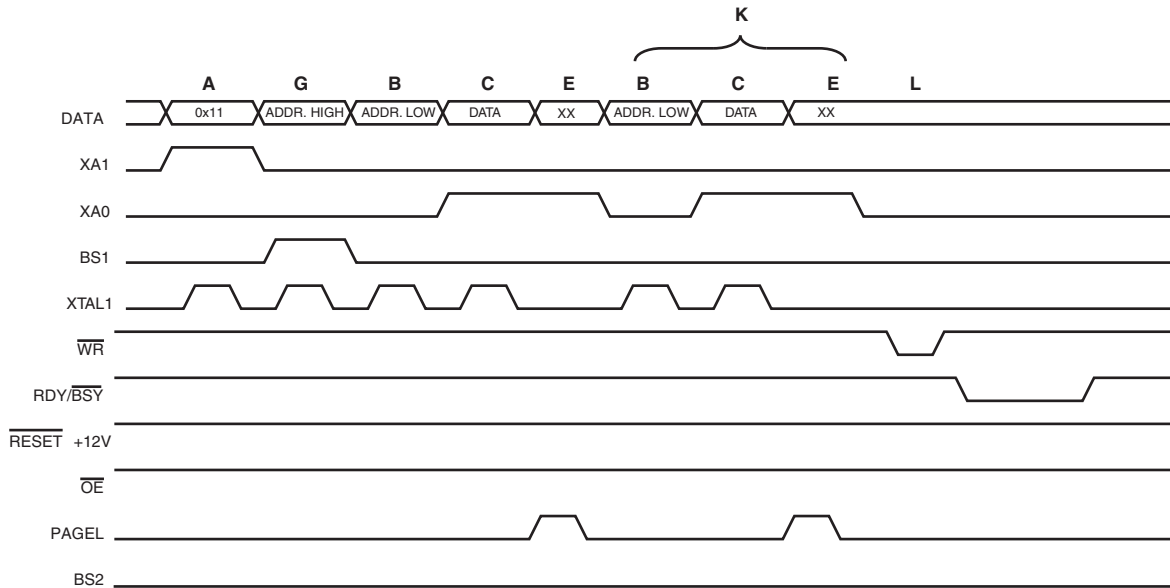 K
A G B C E B C E L
DATA 0x11 ADDR. HIGH ADDR. LOW DATA XX ADDR. LOW DATA XX
XA1
XA0
BS1
XTAL1
WR
RDY/BSY
RESET +12V
OE
PAGEL
BS2